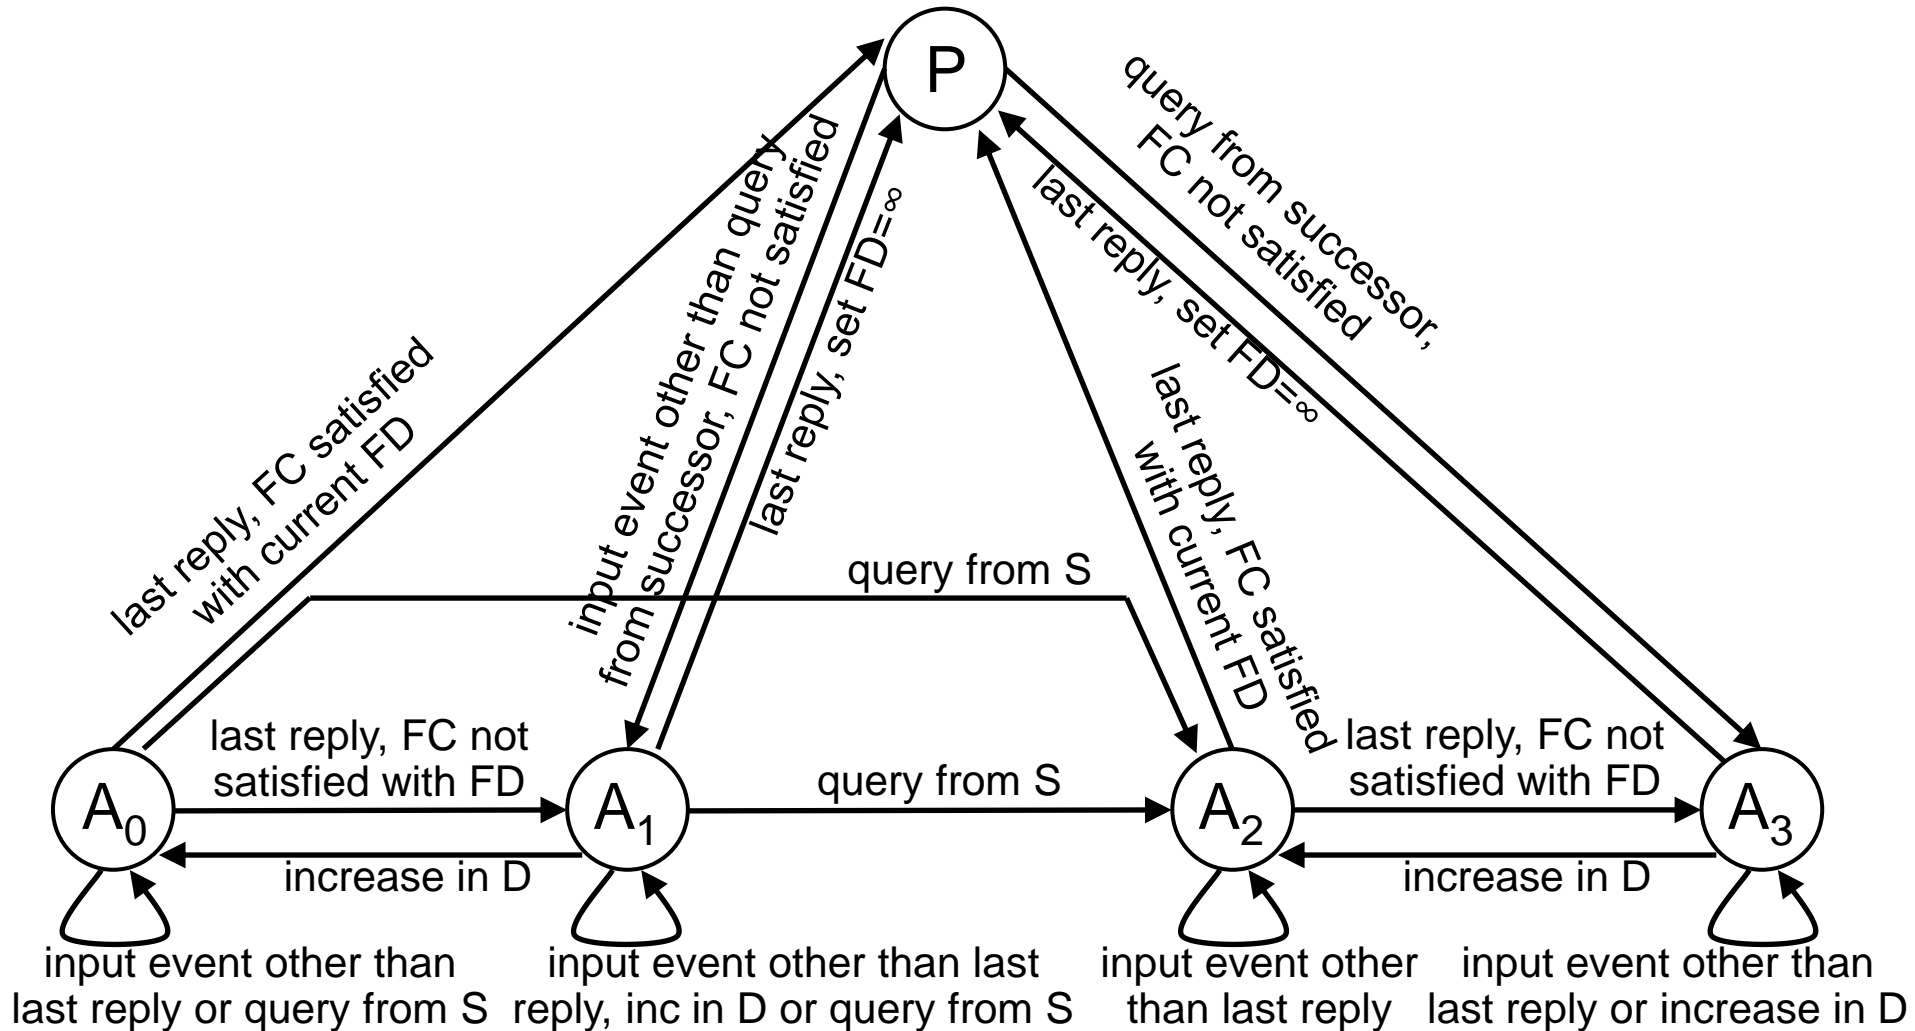 P
query from successor,
FC not satisfied
last reply, set FD=∞
input event other than query
from successor, FC not satisfied
last reply, set FD=∞
last reply, FC satisfied
with current FD
last reply, FC satisfied
with current FD
query from S
last reply, FC not
satisfied with FD
query from S
last reply, FC not
satisfied with FD
A0
A1
A2
A3
increase in D
increase in D
input event other than
last reply or query from S
input event other than last
reply, inc in D or query from S
input event other
than last reply
input event other than
last reply or increase in D